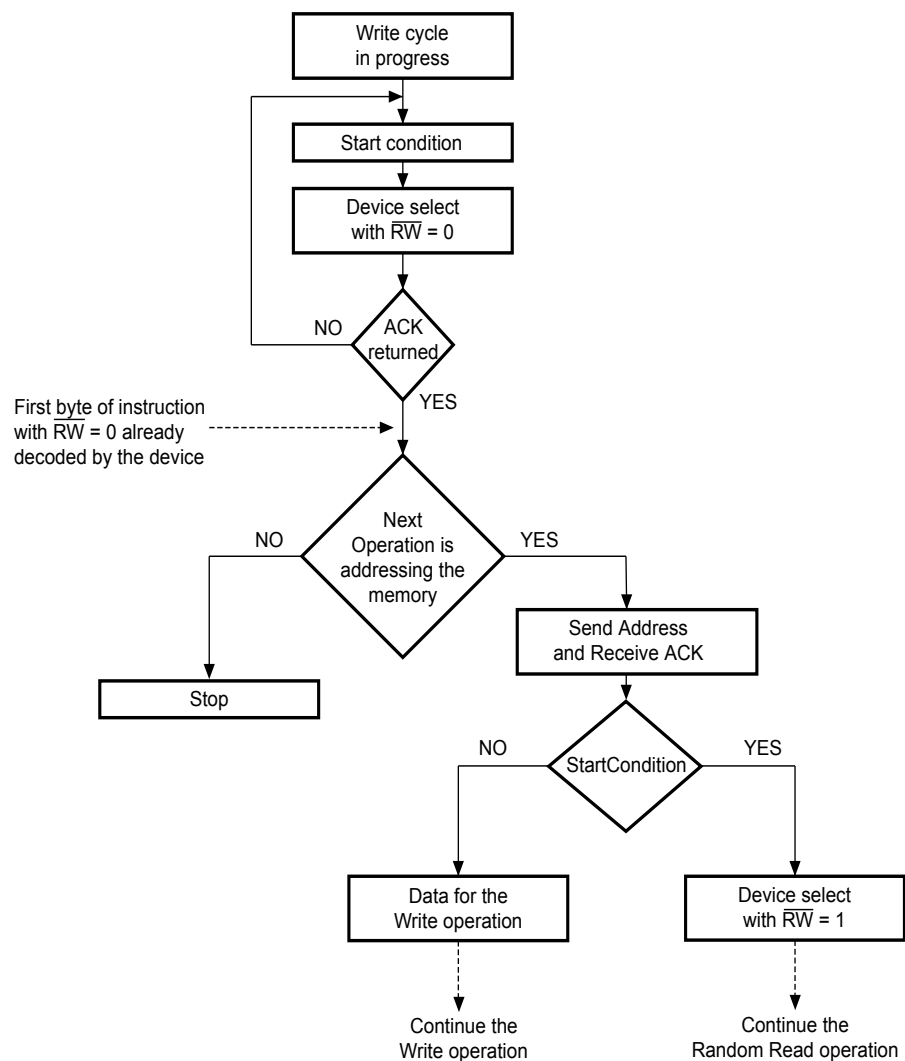 Write cycle
in progress
Start condition
Device select
with R̅W̅ = 0
NO
ACK
returned
YES
First byte of instruction
with R̅W̅ = 0 already
decoded by the device
NO
Next
Operation is
addressing the
memory
YES
Send Address
and Receive ACK
Stop
NO
StartCondition
YES
Data for the
Write operation
Device select
with R̅W̅ = 1
Continue the
Write operation
Continue the
Random Read operation